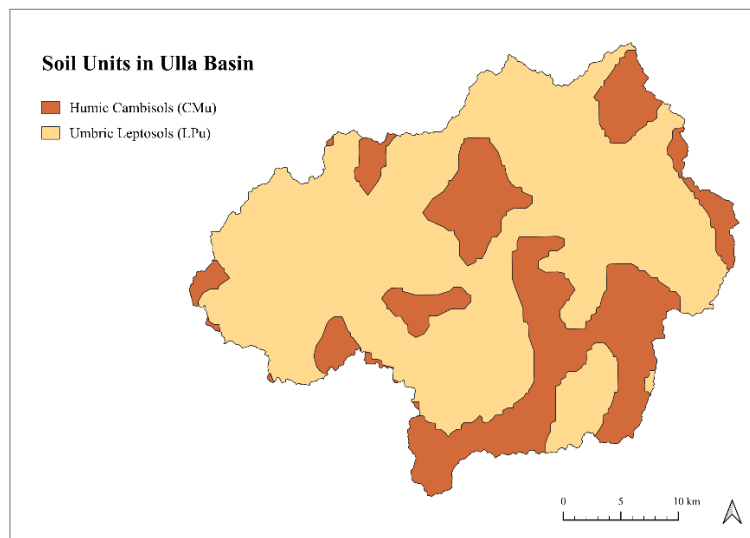 Soil Units in Ulla Basin
Humic Cambisols (CMu)
Umbric Leptosols (LPu)
0 5 10 km